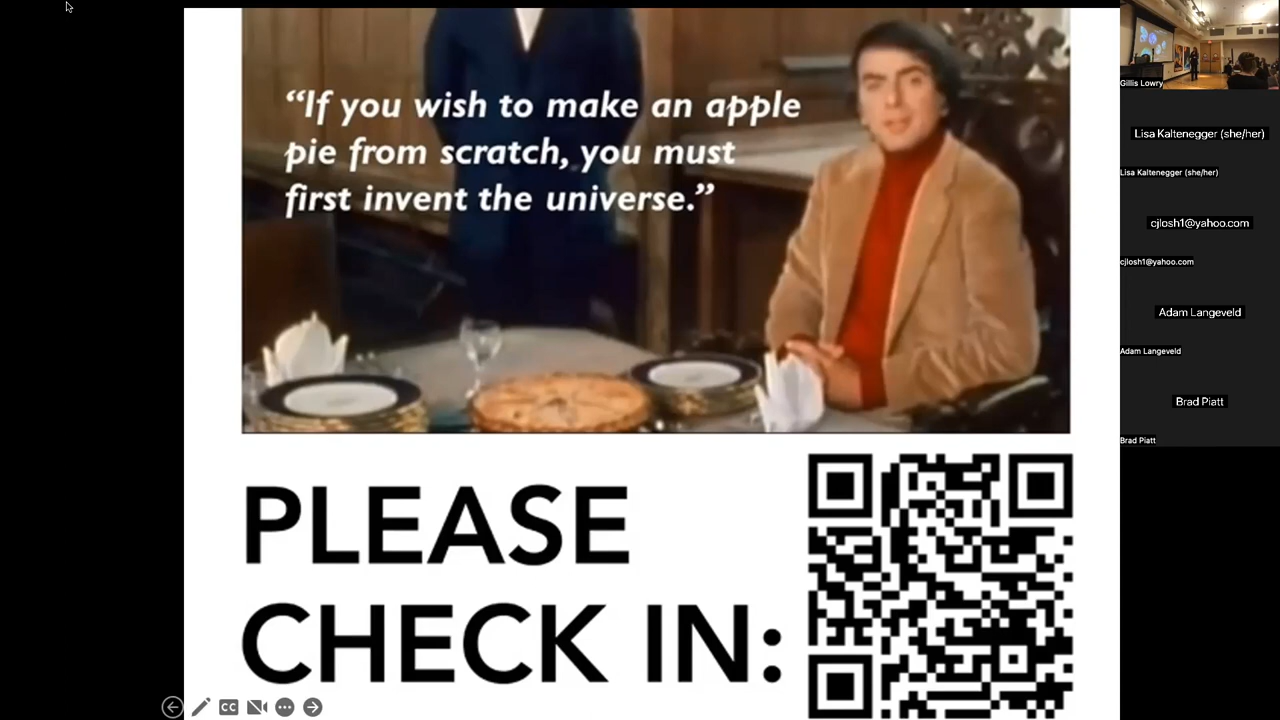 “If you wish to make an apple
pie from scratch, you must
first invent the universe.”
PLEASE
CHECK IN:
CC
Gillis Lowry
Lisa Kaltenegger (she/her)
Lisa Kaltenegger (she/her)
cjlosh1@yahoo.com
cjlosh1@yahoo.com
Adam Langeveld
Adam Langeveld
Brad Piatt
Brad Piatt